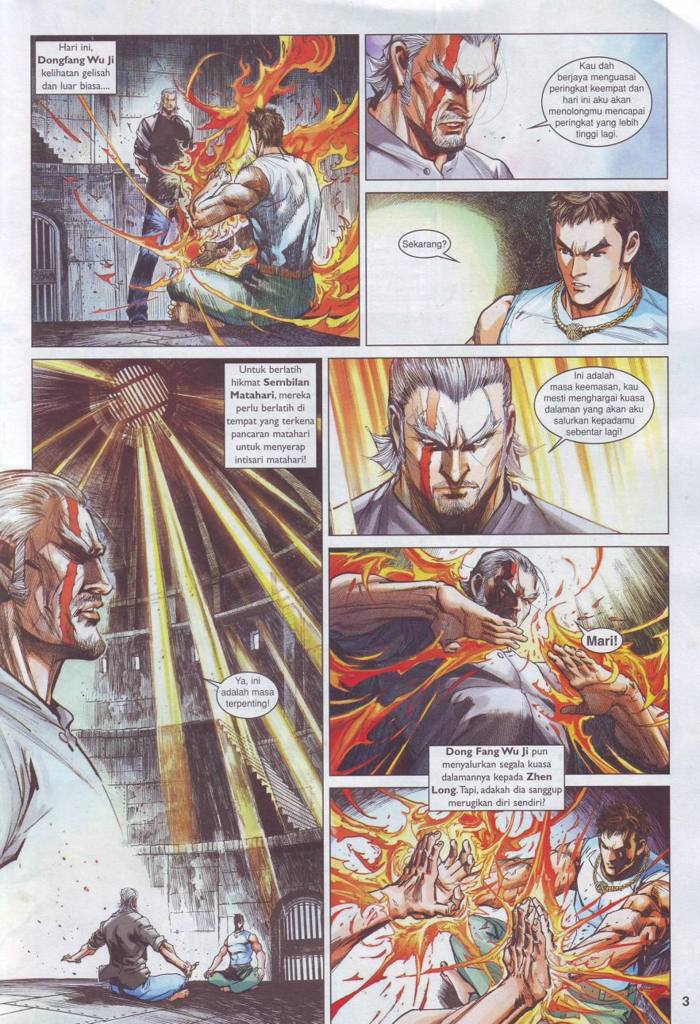 Hari ini,
Dongfang Wu Ji
kelihatan gelisah
dan luar biasa....
Kau dah
berjaya menguasai
peringkat keempat dan
hari ini aku akan
menolongmu mencapai
peringkat yang lebih
tinggi lagi.
Sekarang?
Untuk berlatih
hikmat Sembilan
Matahari, mereka
perlu berlatih di
tempat yang terkena
pancaran matahari
untuk menyerap
intisari matahari!
Ya, ini
adalah masa
terpenting!
Ini adalah
masa keemasan, kau
mesti menghargai kuasa
dalaman yang akan aku
salurkan kepadamu
sebentar lagi!
Mari!
Dong Fang Wu Ji pun
menyalurkan segala kuasa
dalamannya kepada Zhen
Long. Tapi, adakah dia sanggup
merugikan diri sendiri?
3